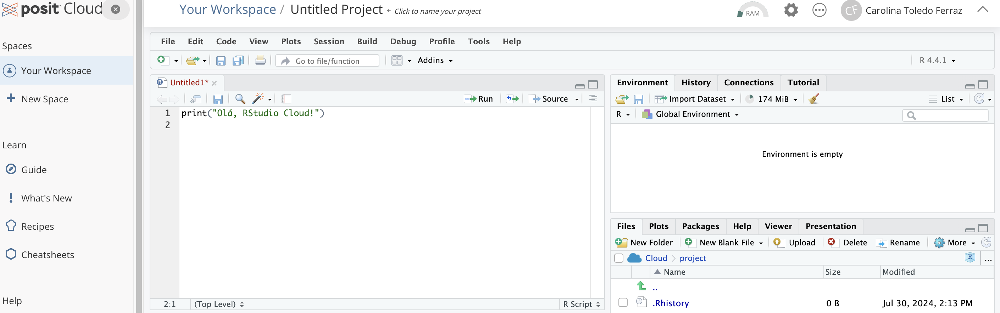 posit™ Cloud
Your Workspace / Untitled Project Click to name your project
RAM
CF Carolina Toledo Ferraz
Spaces
Your Workspace
New Space
Learn
Guide
What's New
Recipes
Cheatsheets
Help
File Edit Code View Plots Session Build Debug Profile Tools Help
Go to file/function Addins R 4.4.1
Untitled1*
Run Source
1 print("Olá, RStudio Cloud!")
2
2:1 (Top Level) R Script
Environment History Connections Tutorial
Import Dataset 174 MiB List
R Global Environment
Environment is empty
Files Plots Packages Help Viewer Presentation
New Folder New Blank File Upload Delete Rename More
Cloud project R ...
Name Size Modified
..
.Rhistory 0 B Jul 30, 2024, 2:13 PM